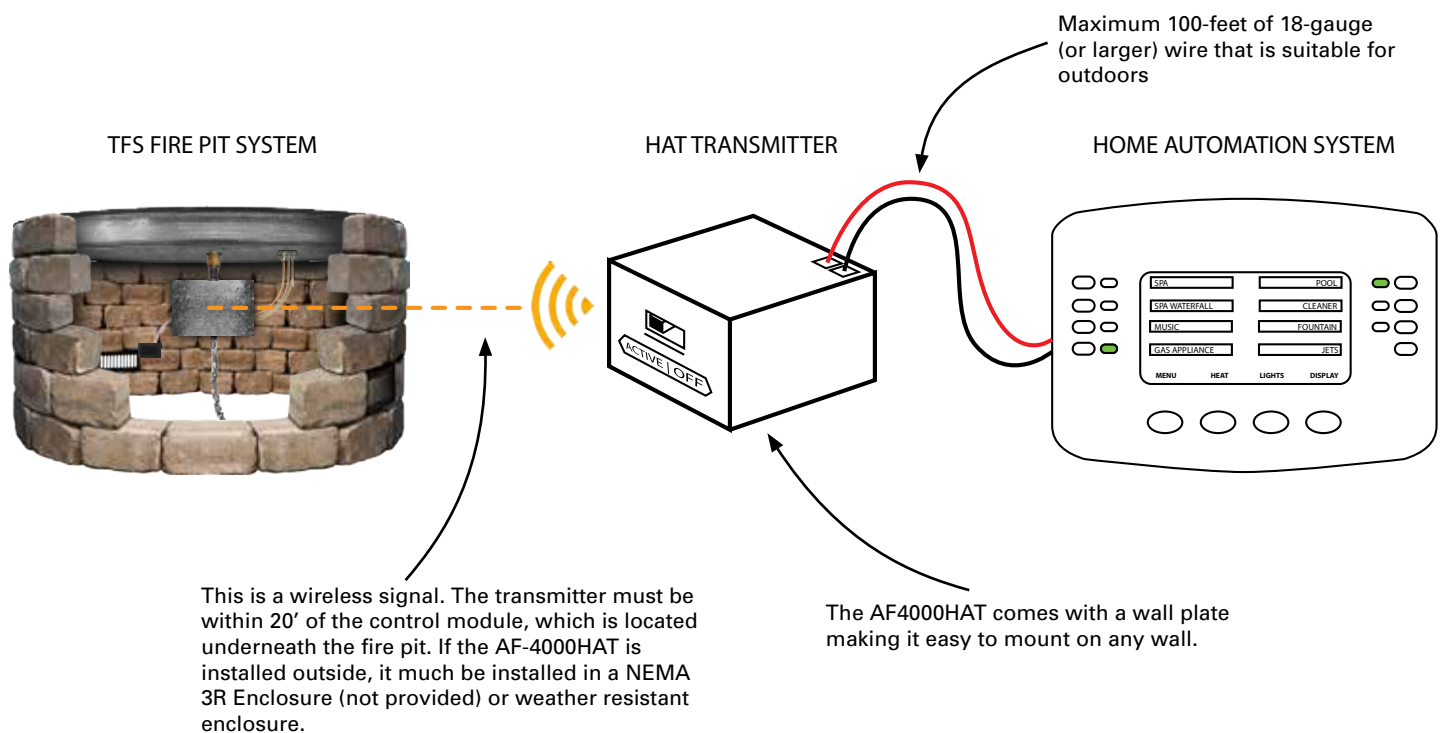 Maximum 100-feet of 18-gauge
(or larger) wire that is suitable for
outdoors
TFS FIRE PIT SYSTEM
HAT TRANSMITTER
HOME AUTOMATION SYSTEM
ACTIVE | OFF
SPA
POOL
SPA WATERFALL
CLEANER
MUSIC
FOUNTAIN
GAS APPLIANCE
JETS
MENU HEAT LIGHTS DISPLAY
This is a wireless signal. The transmitter must be
within 20’ of the control module, which is located
underneath the fire pit. If the AF-4000HAT is
installed outside, it much be installed in a NEMA
3R Enclosure (not provided) or weather resistant
enclosure.
The AF4000HAT comes with a wall plate
making it easy to mount on any wall.